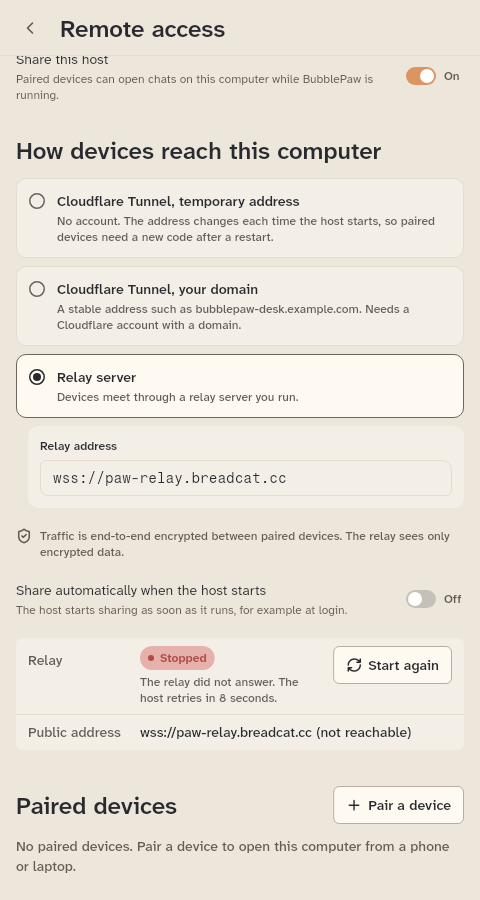 Remote access
Share this host
Paired devices can open chats on this computer while BubblePaw is
running.
On
How devices reach this computer
Cloudflare Tunnel, temporary address
No account. The address changes each time the host starts, so paired
devices need a new code after a restart.
Cloudflare Tunnel, your domain
A stable address such as bubblepaw-desk.example.com. Needs a
Cloudflare account with a domain.
Relay server
Devices meet through a relay server you run.
Relay address
wss://paw-relay.breadcat.cc
Traffic is end-to-end encrypted between paired devices. The relay sees only
encrypted data.
Share automatically when the host starts
The host starts sharing as soon as it runs, for example at login.
Off
Relay
Stopped
The relay did not answer. The
host retries in 8 seconds.
Start again
Public address
wss://paw-relay.breadcat.cc (not reachable)
Paired devices
Pair a device
No paired devices. Pair a device to open this computer from a phone
or laptop.